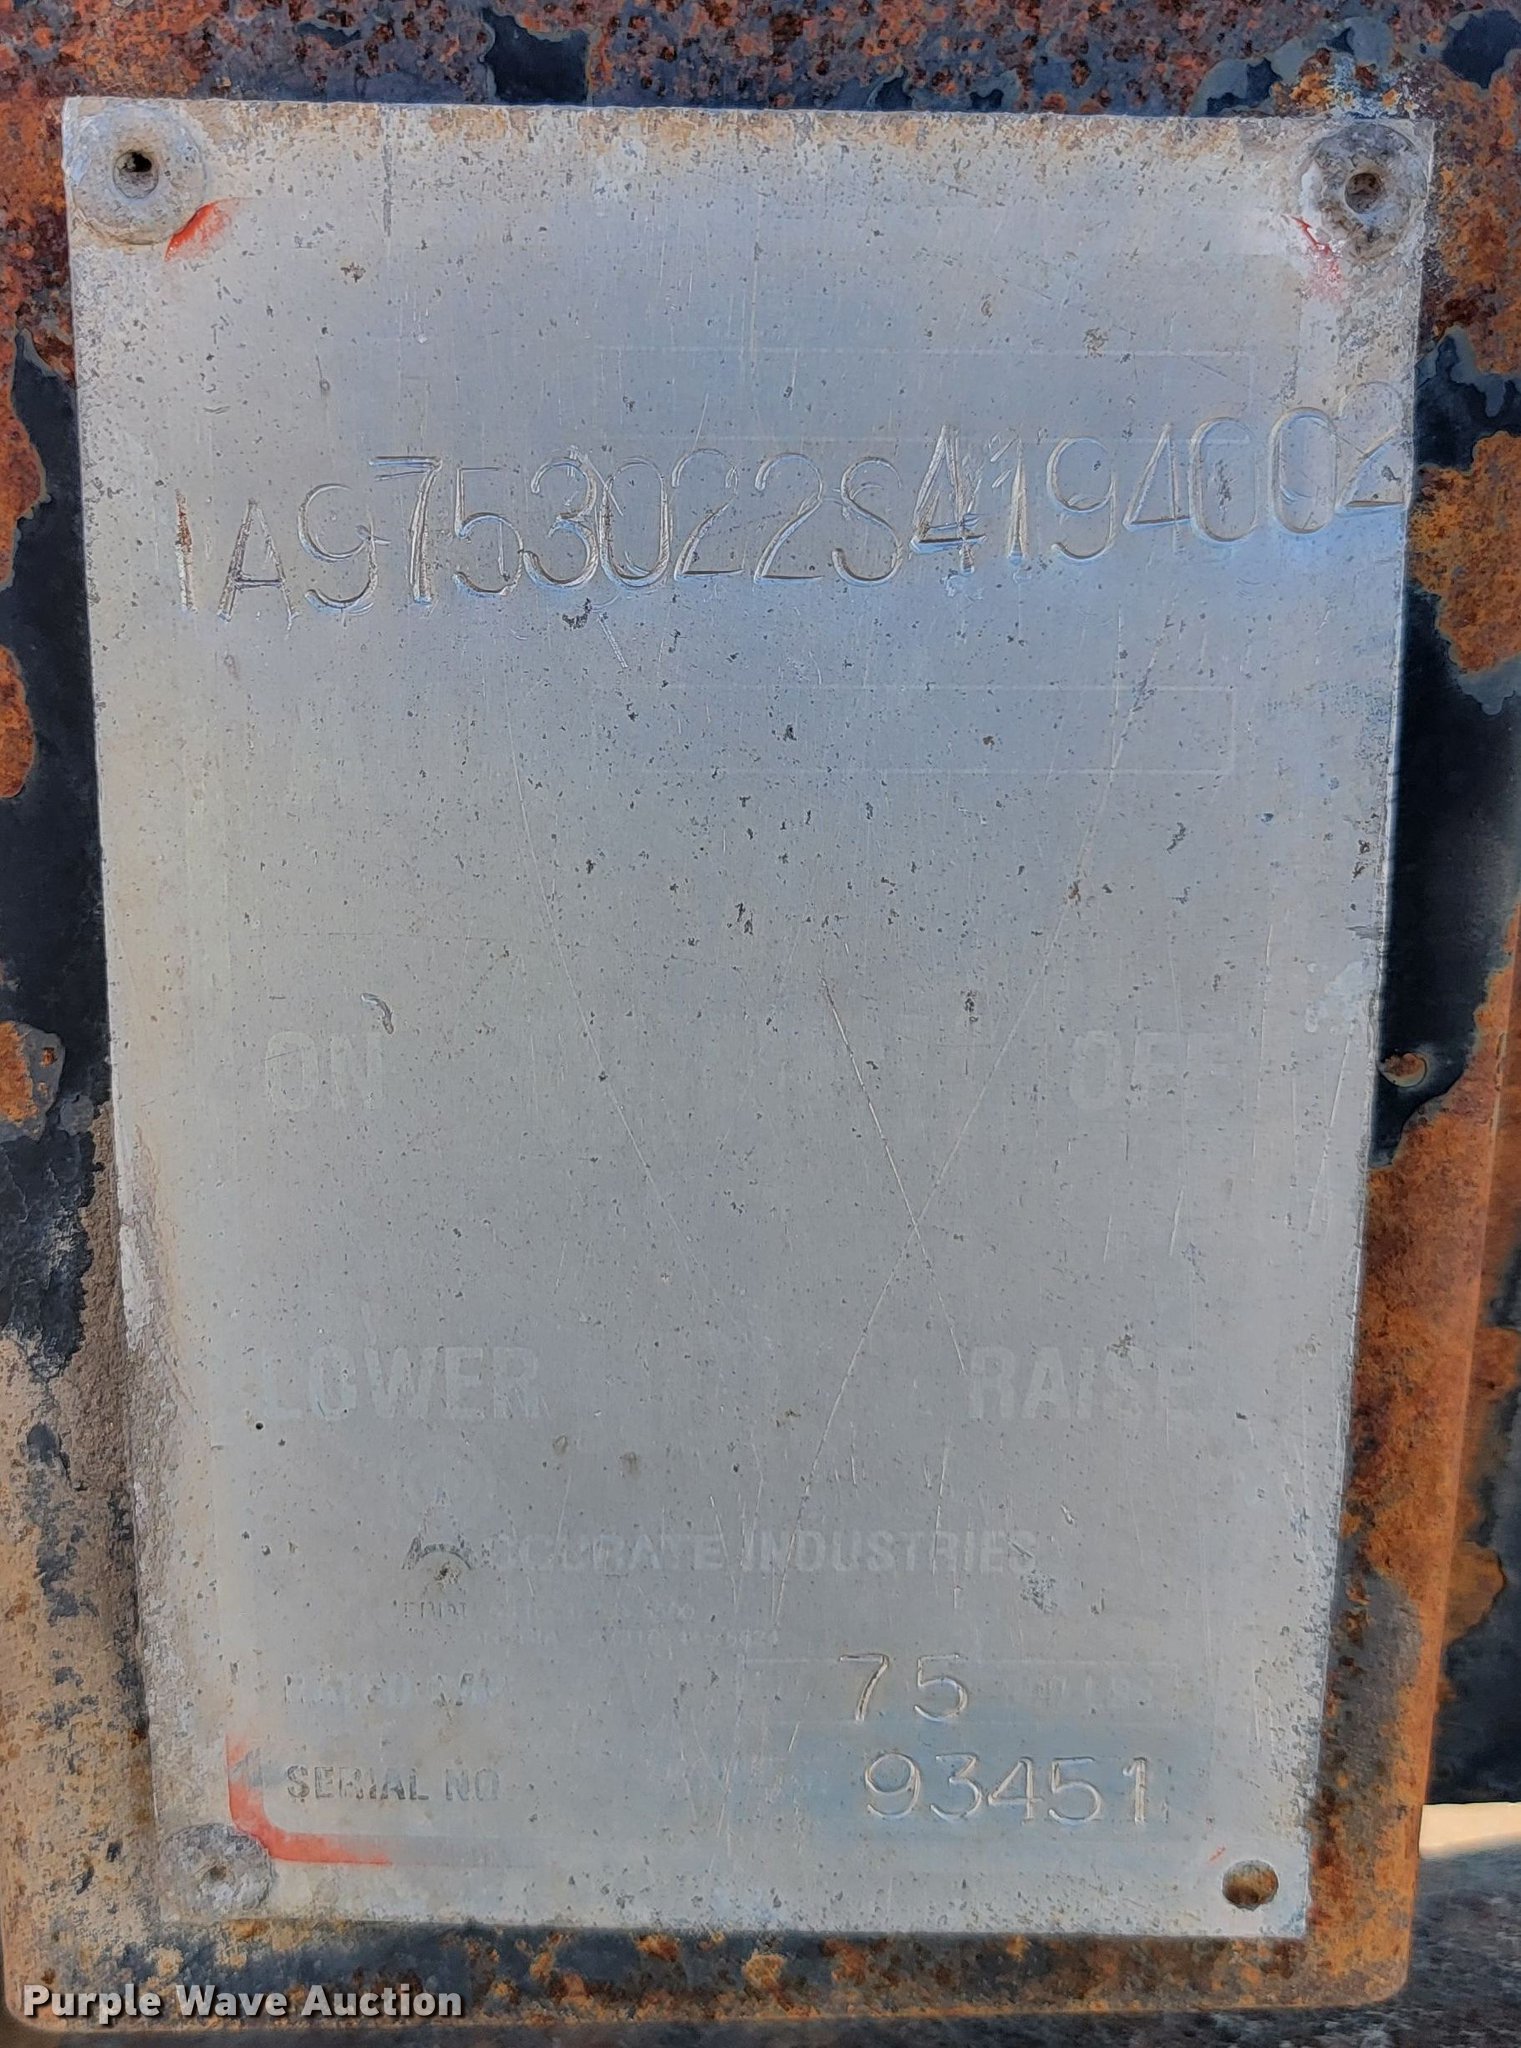 1A9753022S4194002
ON OFF
LOWER RAISE
ACCURATE INDUSTRIES
75
SERIAL NO 93451
Purple Wave Auction